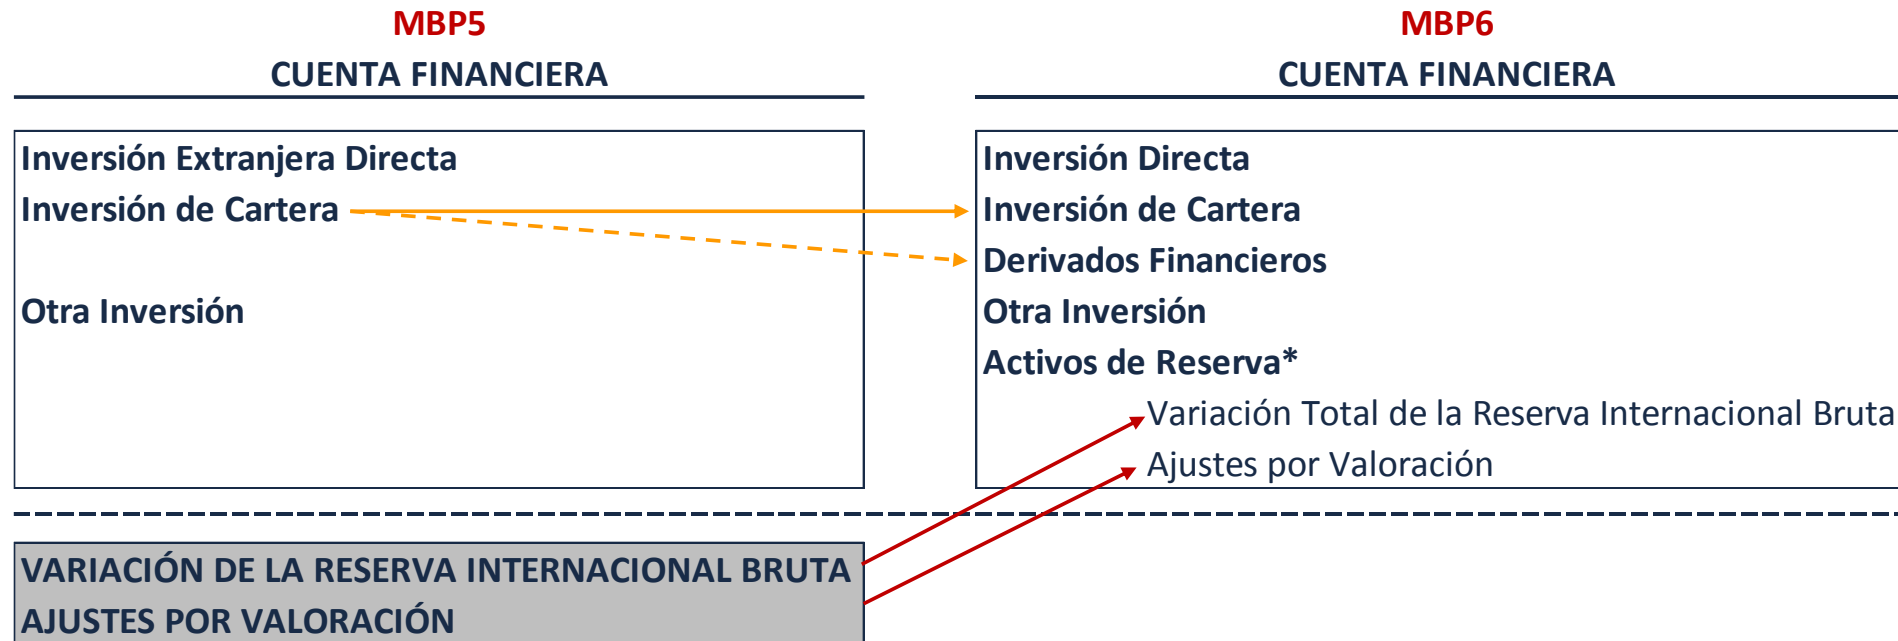 MBP5
CUENTA FINANCIERA
Inversión Extranjera Directa
Inversión de Cartera
Otra Inversión
VARIACIÓN DE LA RESERVA INTERNACIONAL BRUTA
AJUSTES POR VALORACIÓN
MBP6
CUENTA FINANCIERA
Inversión Directa
Inversión de Cartera
Derivados Financieros
Otra Inversión
Activos de Reserva*
Variación Total de la Reserva Internacional Bruta
Ajustes por Valoración